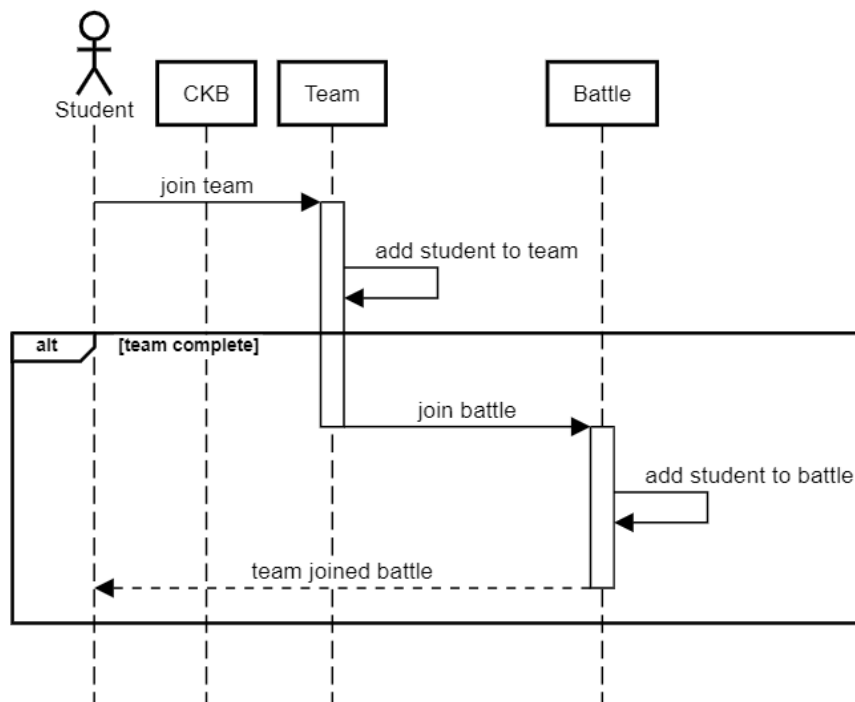 Student
CKB
Team
Battle
join team
add student to team
alt
[team complete]
join battle
add student to battle
team joined battle